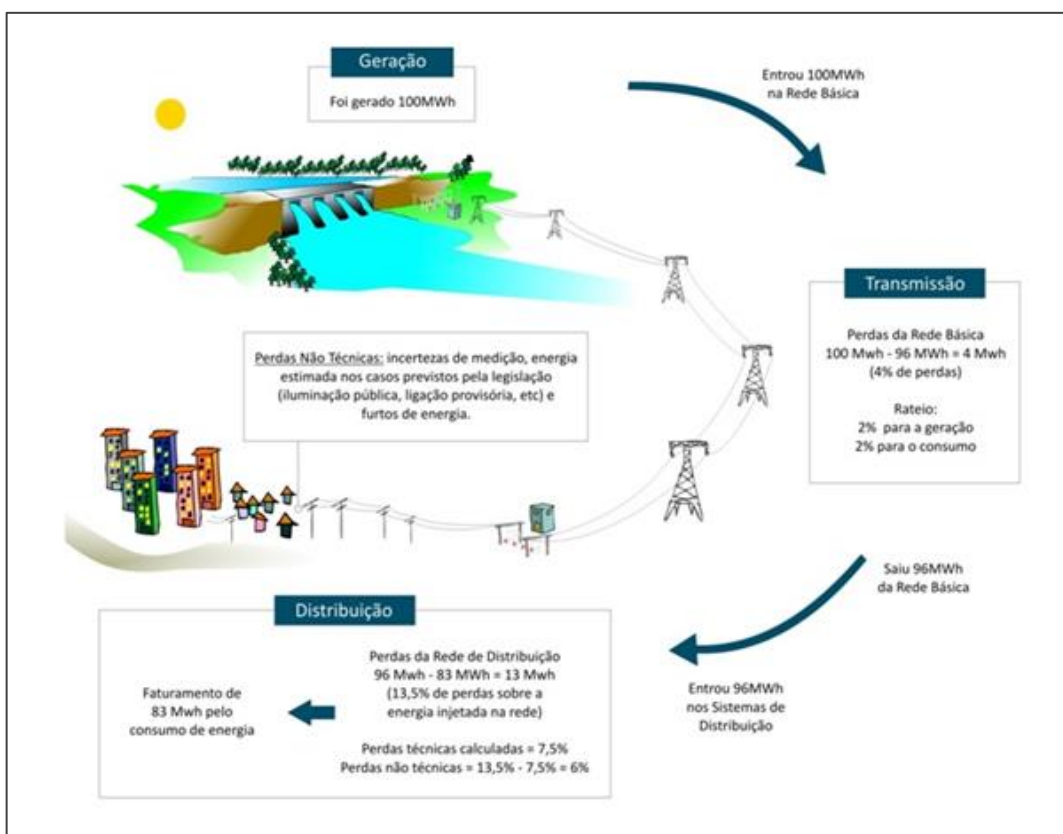 Geração
Foi gerado 100MWh
Entrou 100MWh
na Rede Básica
Transmissão
Perdas da Rede Básica
100 Mwh - 96 MWh = 4 Mwh
(4% de perdas)
Rateio:
2% para a geração
2% para o consumo
Perdas Não Técnicas: incertezas de medição, energia
estimada nos casos previstos pela legislação
(iluminação pública, ligação provisória, etc) e
furtos de energia.
Saiu 96MWh
da Rede Básica
Entrou 96MWh
nos Sistemas de
Distribuição
Distribuição
Perdas da Rede de Distribuição
96 Mwh - 83 MWh = 13 Mwh
(13,5% de perdas sobre a
energia injetada na rede)
Perdas técnicas calculadas = 7,5%
Perdas não técnicas = 13,5% - 7,5% = 6%
Faturamento de
83 Mwh pelo
consumo de energia